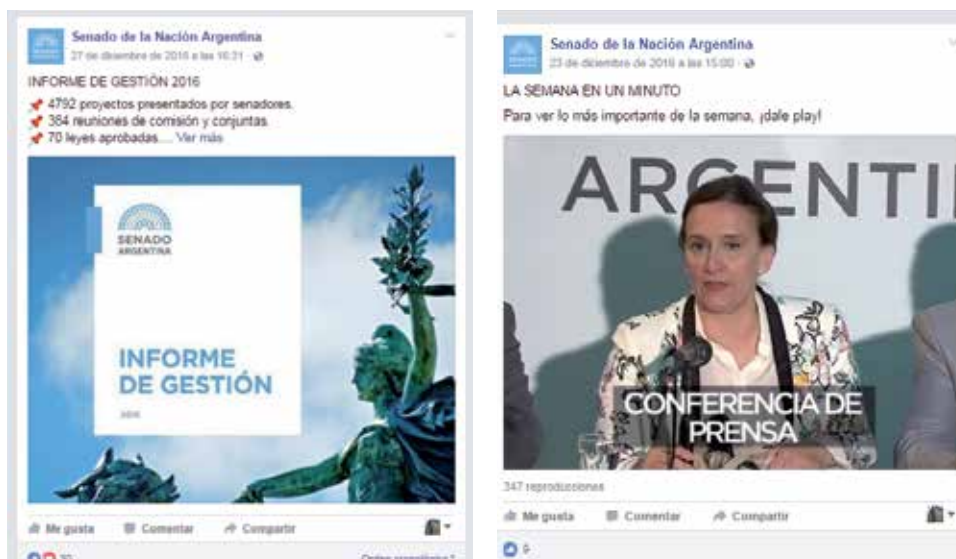 Senado de la Nación Argentina
27 de diciembre de 2016 a las 16:31
INFORME DE GESTIÓN 2016
4792 proyectos presentados por senadores.
384 reuniones de comisión y conjuntas.
70 leyes aprobadas.... Ver más
SENADO
ARGENTINA
INFORME
DE GESTIÓN
2016
Me gusta Comentar Compartir
Senado de la Nación Argentina
23 de diciembre de 2016 a las 15:00
LA SEMANA EN UN MINUTO
Para ver lo más importante de la semana, ¡dale play!
ARGENTI
CONFERENCIA DE
PRENSA
347 reproducciones
Me gusta Comentar Compartir